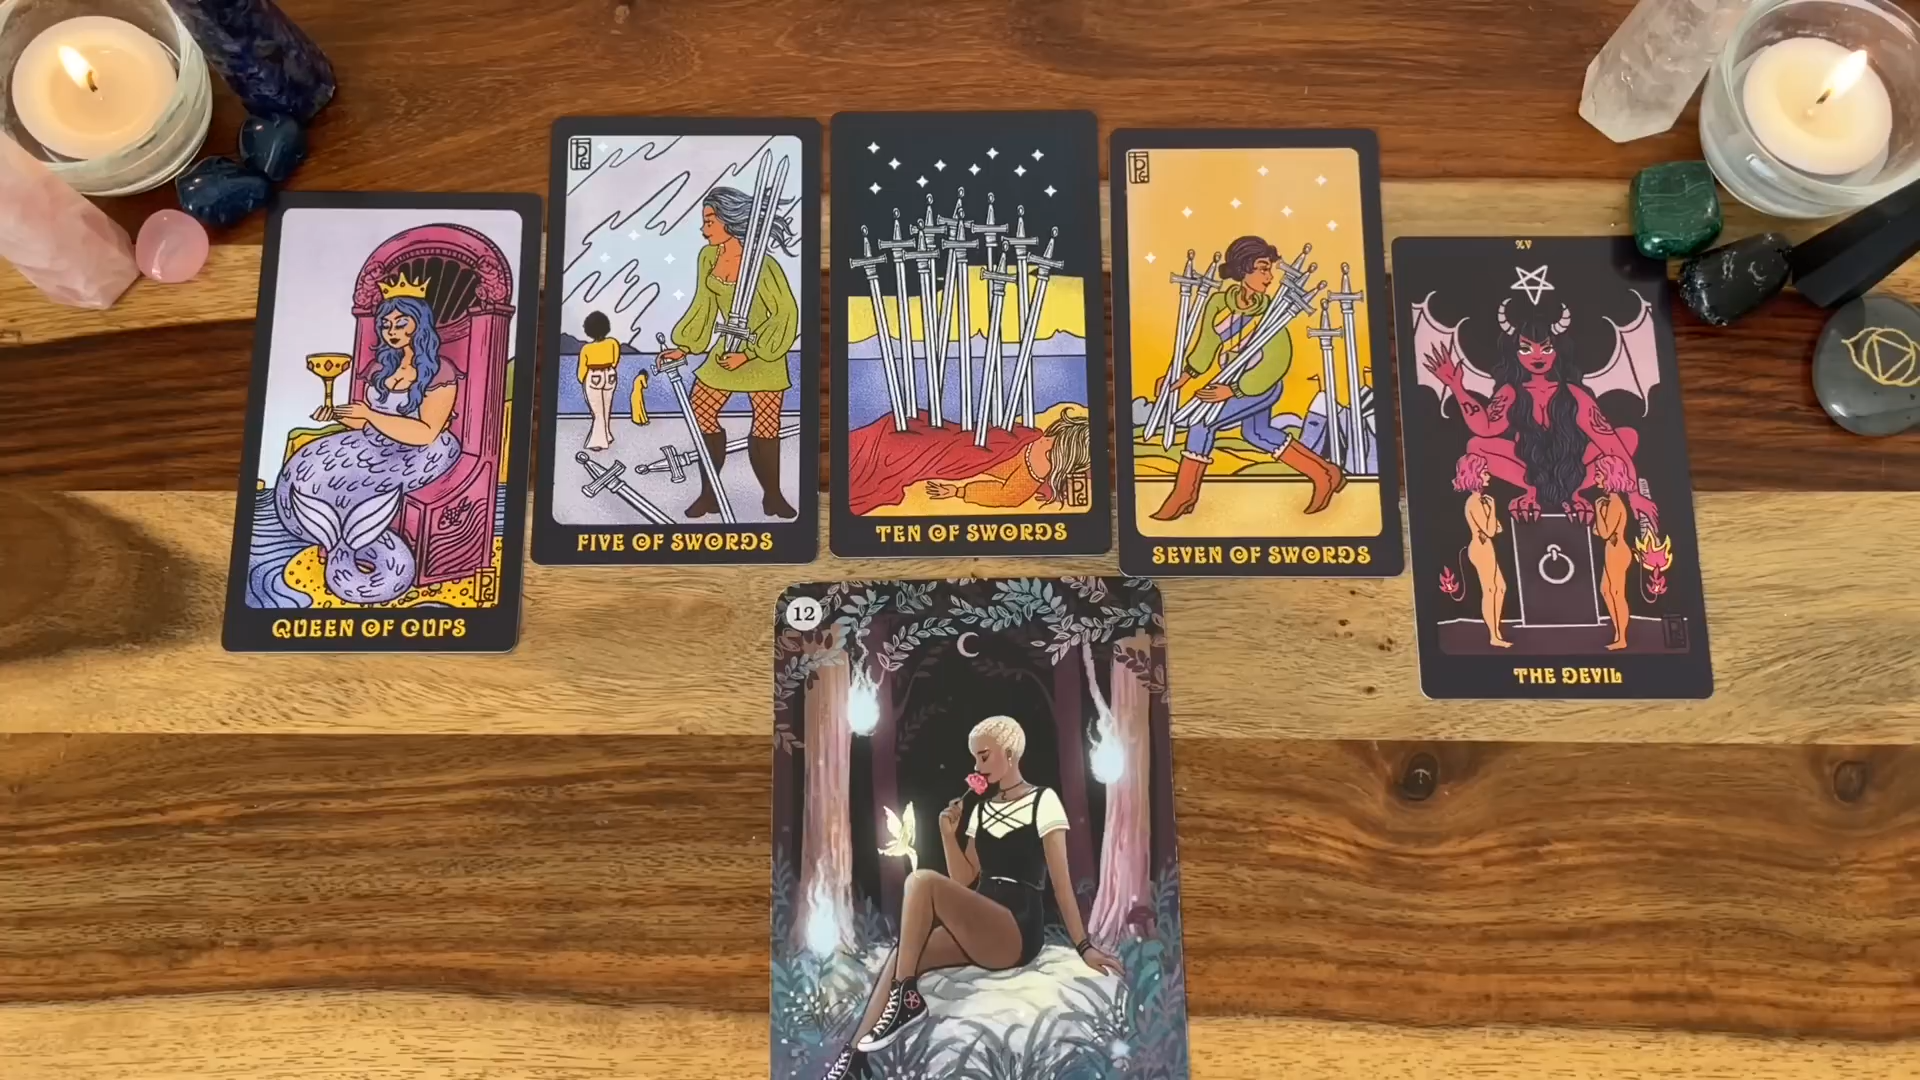 QUEEN OF CUPS
FIVE OF SWORDS
TEN OF SWORDS
SEVEN OF SWORDS
XV
THE DEVIL
12